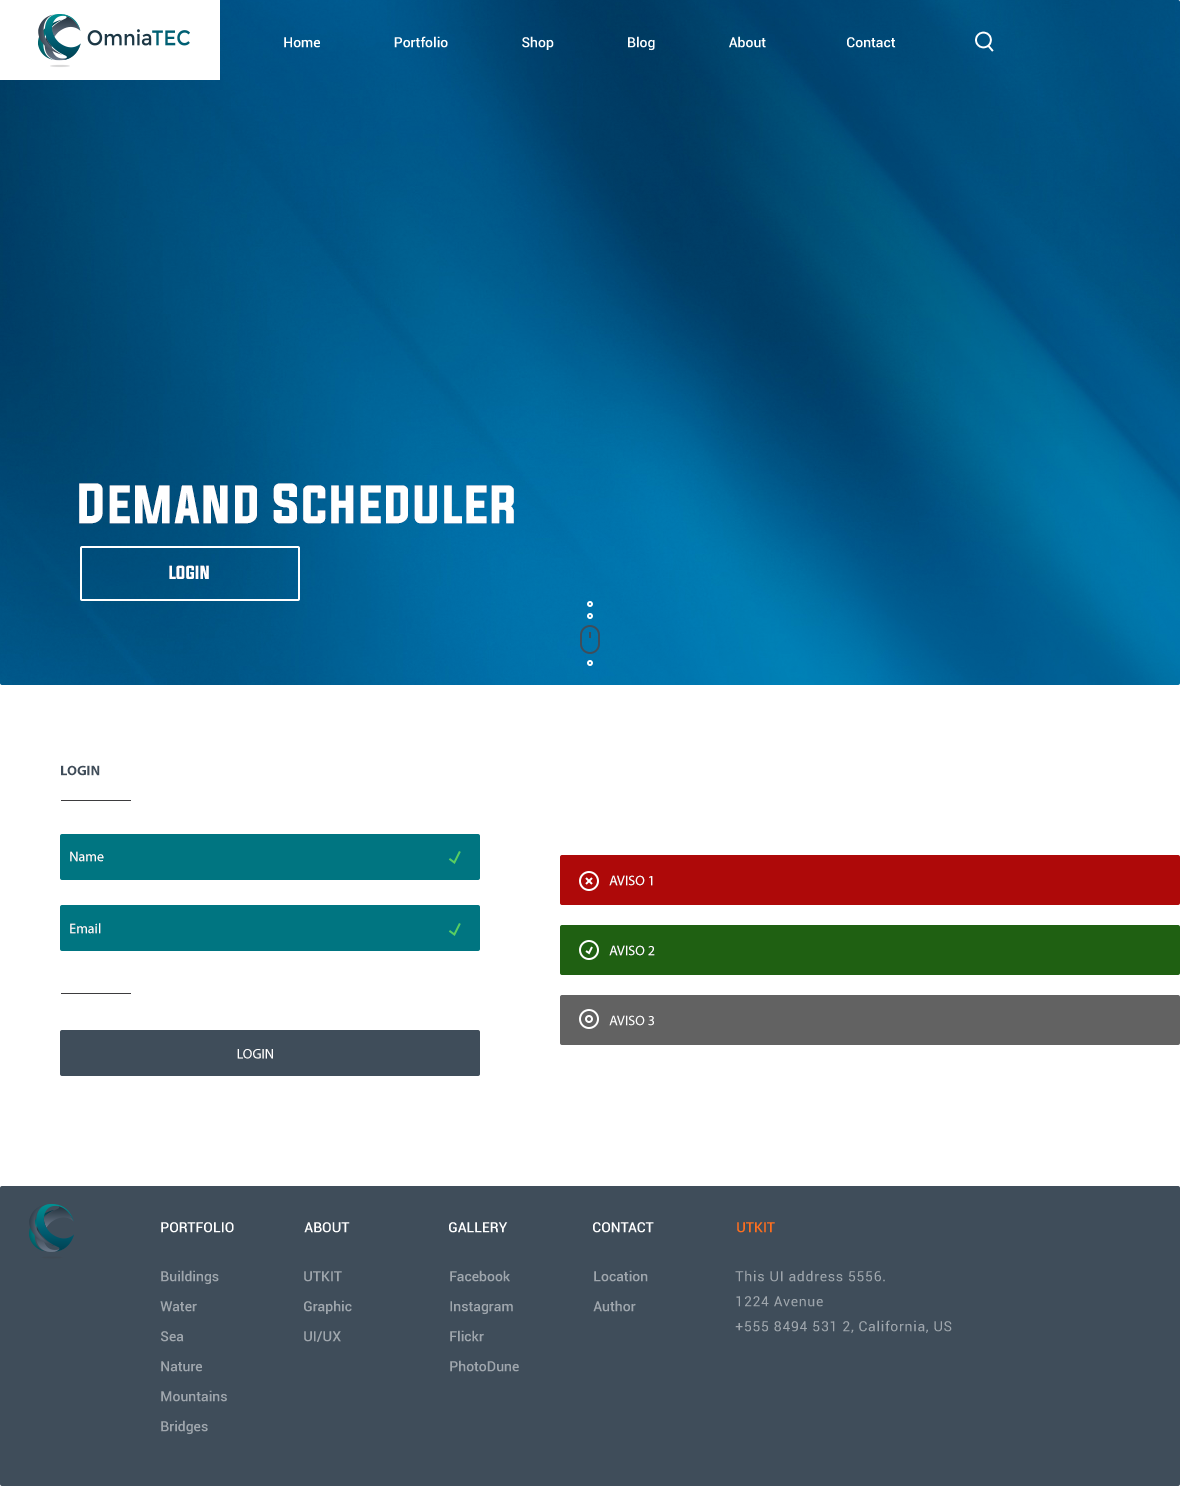 OmniaTEC
Home Portfolio Shop Blog About Contact
DEMAND SCHEDULER
LOGIN
LOGIN
Name
Email
LOGIN
AVISO 1
AVISO 2
AVISO 3
PORTFOLIO
Buildings
Water
Sea
Nature
Mountains
Bridges
ABOUT
UTKIT
Graphic
UI/UX
GALLERY
Facebook
Instagram
Flickr
PhotoDune
CONTACT
Location
Author
UTKIT
This UI address 5556.
1224 Avenue
+555 8494 531 2, California, US